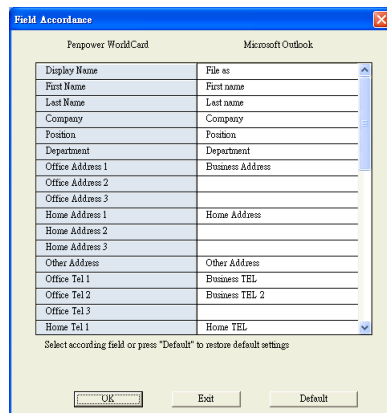 Field Accordance
Penpower WorldCard Microsoft Outlook
Display Name File as
First Name First name
Last Name Last name
Company Company
Position Position
Department Department
Office Address 1 Business Address
Office Address 2
Office Address 3
Home Address 1 Home Address
Home Address 2
Home Address 3
Other Address Other Address
Office Tel 1 Business TEL
Office Tel 2 Business TEL 2
Office Tel 3
Home Tel 1 Home TEL
Select according field or press "Default" to restore default settings
OK Exit Default